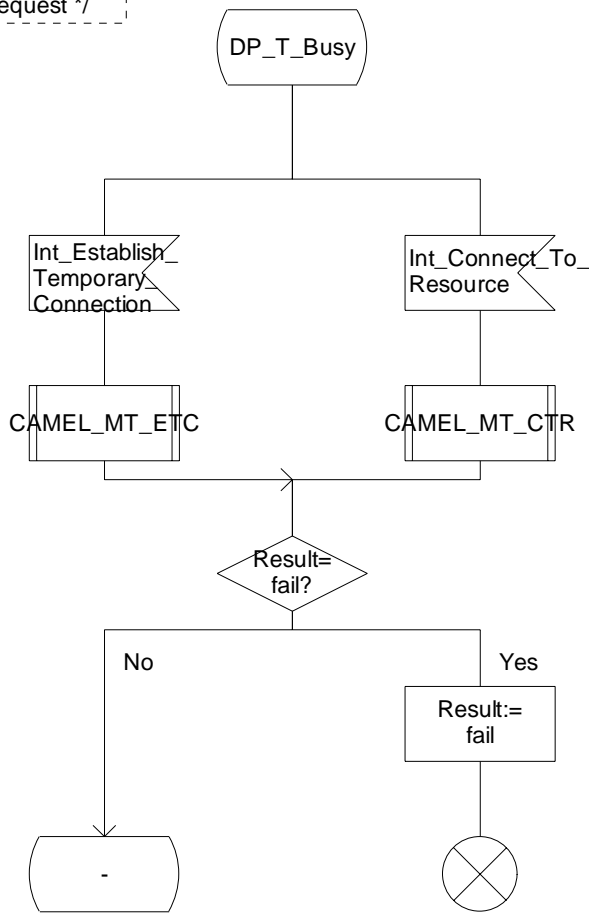 equest */
DP_T_Busy
Int_Establish_
Temporary_
Connection
Int_Connect_To_
Resource
CAMEL_MT_ETC
CAMEL_MT_CTR
Result=
fail?
No
Yes
Result:=
fail
-